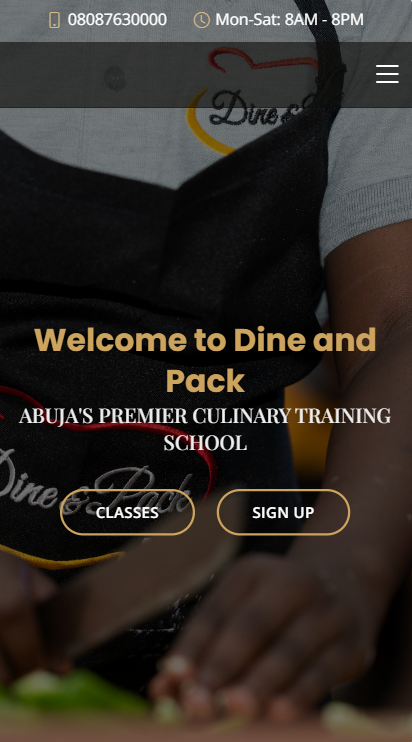 08087630000 Mon-Sat: 8AM - 8PM
Dine &
Welcome to Dine and
Pack
ABUJA'S PREMIER CULINARY TRAINING
SCHOOL
Dine & Pack
CLASSES SIGN UP